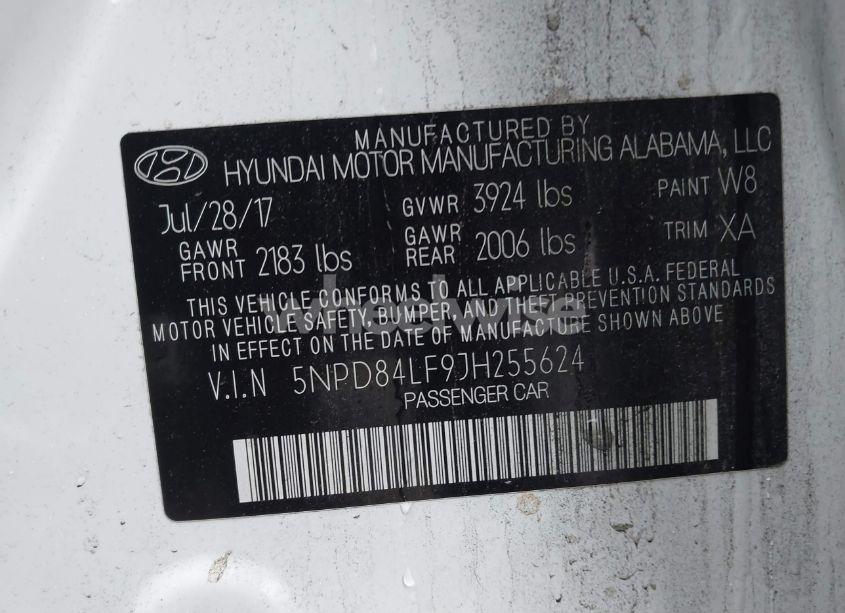 MANUFACTURED BY
HYUNDAI MOTOR MANUFACTURING ALABAMA, LLC
Jul/28/17 GVWR 3924 lbs PAINT W8
GAWR FRONT 2183 lbs GAWR REAR 2006 lbs TRIM XA
THIS VEHICLE CONFORMS TO ALL APPLICABLE U.S.A. FEDERAL
MOTOR VEHICLE SAFETY, BUMPER, AND THEFT PREVENTION STANDARDS
IN EFFECT ON THE DATE OF MANUFACTURE SHOWN ABOVE
V.I.N 5NPD84LF9JH255624
PASSENGER CAR
wheelwise